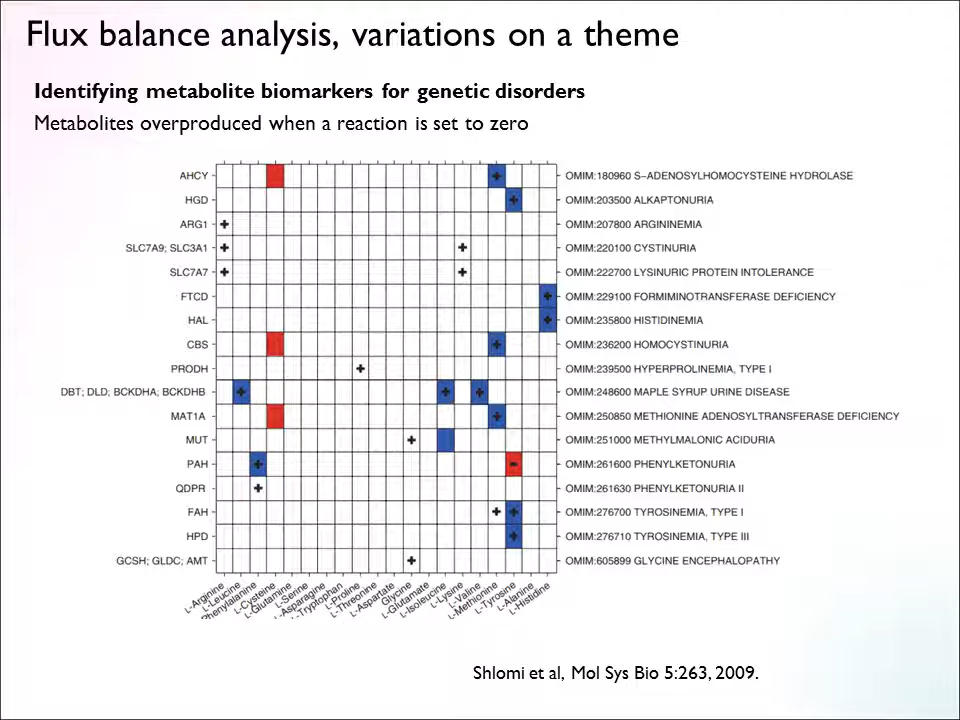 Flux balance analysis, variations on a theme
Identifying metabolite biomarkers for genetic disorders
Metabolites overproduced when a reaction is set to zero
AHCY OMIM:180960 S-ADENOSYLHOMOCYSTEINE HYDROLASE
HGD OMIM:203500 ALKAPTONURIA
ARG1 OMIM:207800 ARGININEMIA
SLC7A9; SLC3A1 OMIM:220100 CYSTINURIA
SLC7A7 OMIM:222700 LYSINURIC PROTEIN INTOLERANCE
FTCD OMIM:229100 FORMIMINOTRANSFERASE DEFICIENCY
HAL OMIM:235800 HISTIDINEMIA
CBS OMIM:236200 HOMOCYSTINURIA
PRODH OMIM:239500 HYPERPROLINEMIA, TYPE I
DBT; DLD; BCKDHA; BCKDHB OMIM:248600 MAPLE SYRUP URINE DISEASE
MAT1A OMIM:250850 METHIONINE ADENOSYLTRANSFERASE DEFICIENCY
MUT OMIM:251000 METHYLMALONIC ACIDURIA
PAH OMIM:261600 PHENYLKETONURIA
QDPR OMIM:261630 PHENYLKETONURIA II
FAH OMIM:276700 TYROSINEMIA, TYPE I
HPD OMIM:276710 TYROSINEMIA, TYPE III
GCSH; GLDC; AMT OMIM:605899 GLYCINE ENCEPHALOPATHY
L-Arginine
L-Leucine
Phenylalanine
L-Cysteine
L-Glutamine
L-Serine
L-Asparagine
L-Tryptophan
L-Proline
L-Threonine
L-Aspartate
Glycine
L-Glutamate
L-Isoleucine
L-Lysine
L-Valine
L-Methionine
L-Tyrosine
L-Alanine
L-Histidine
Shlomi et al, Mol Sys Bio 5:263, 2009.